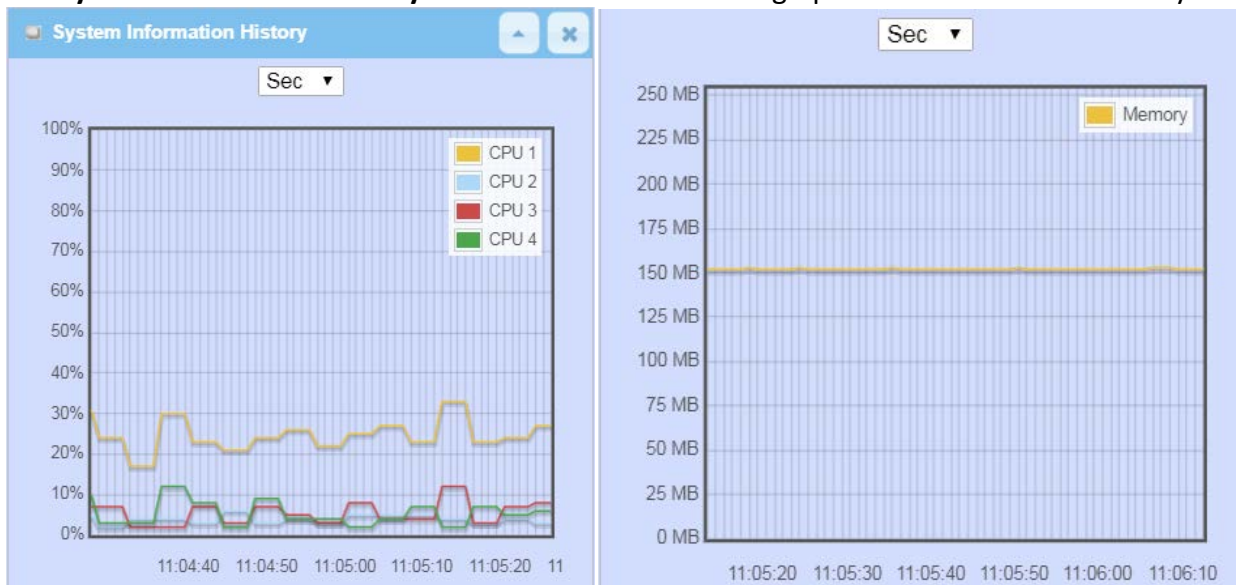 System Information History
Sec
100%
90%
80%
70%
60%
50%
40%
30%
20%
10%
0%
CPU 1
CPU 2
CPU 3
CPU 4
11:04:40 11:04:50 11:05:00 11:05:10 11:05:20 11
Sec
250 MB
225 MB
200 MB
175 MB
150 MB
125 MB
100 MB
75 MB
50 MB
25 MB
0 MB
Memory
11:05:20 11:05:30 11:05:40 11:05:50 11:06:00 11:06:10